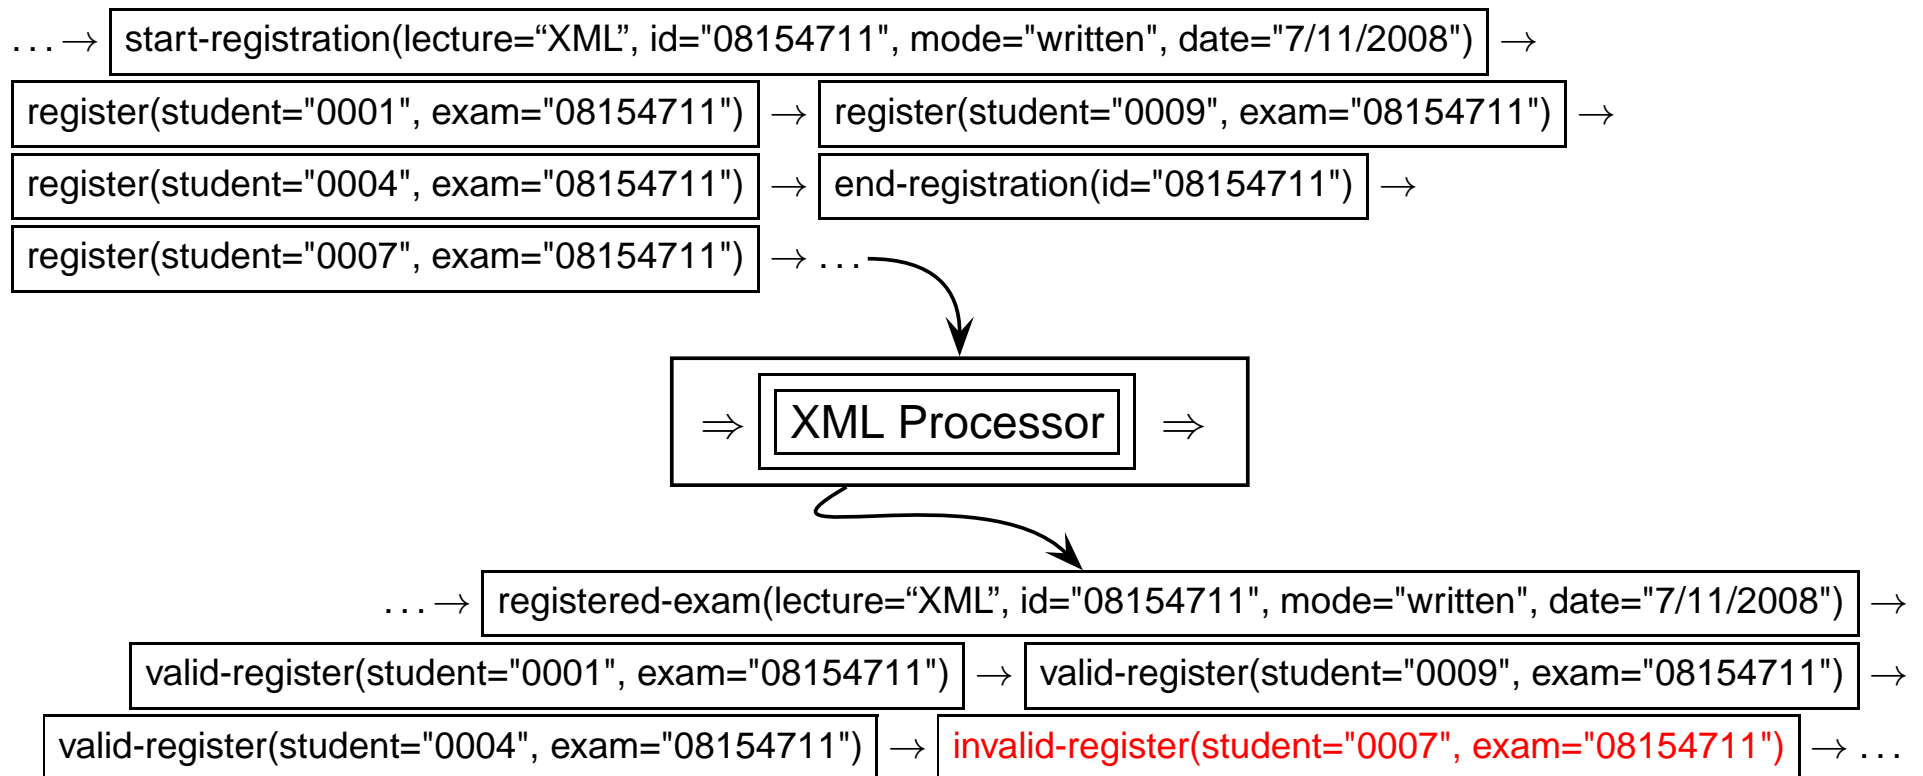 ...→ start-registration(lecture=“XML”, id="08154711", mode="written", date="7/11/2008") →
register(student="0001", exam="08154711") → register(student="0009", exam="08154711") →
register(student="0004", exam="08154711") → end-registration(id="08154711") →
register(student="0007", exam="08154711") → ...
⇒ XML Processor ⇒
...→ registered-exam(lecture=“XML”, id="08154711", mode="written", date="7/11/2008") →
valid-register(student="0001", exam="08154711") → valid-register(student="0009", exam="08154711") →
valid-register(student="0004", exam="08154711") → invalid-register(student="0007", exam="08154711") → ...